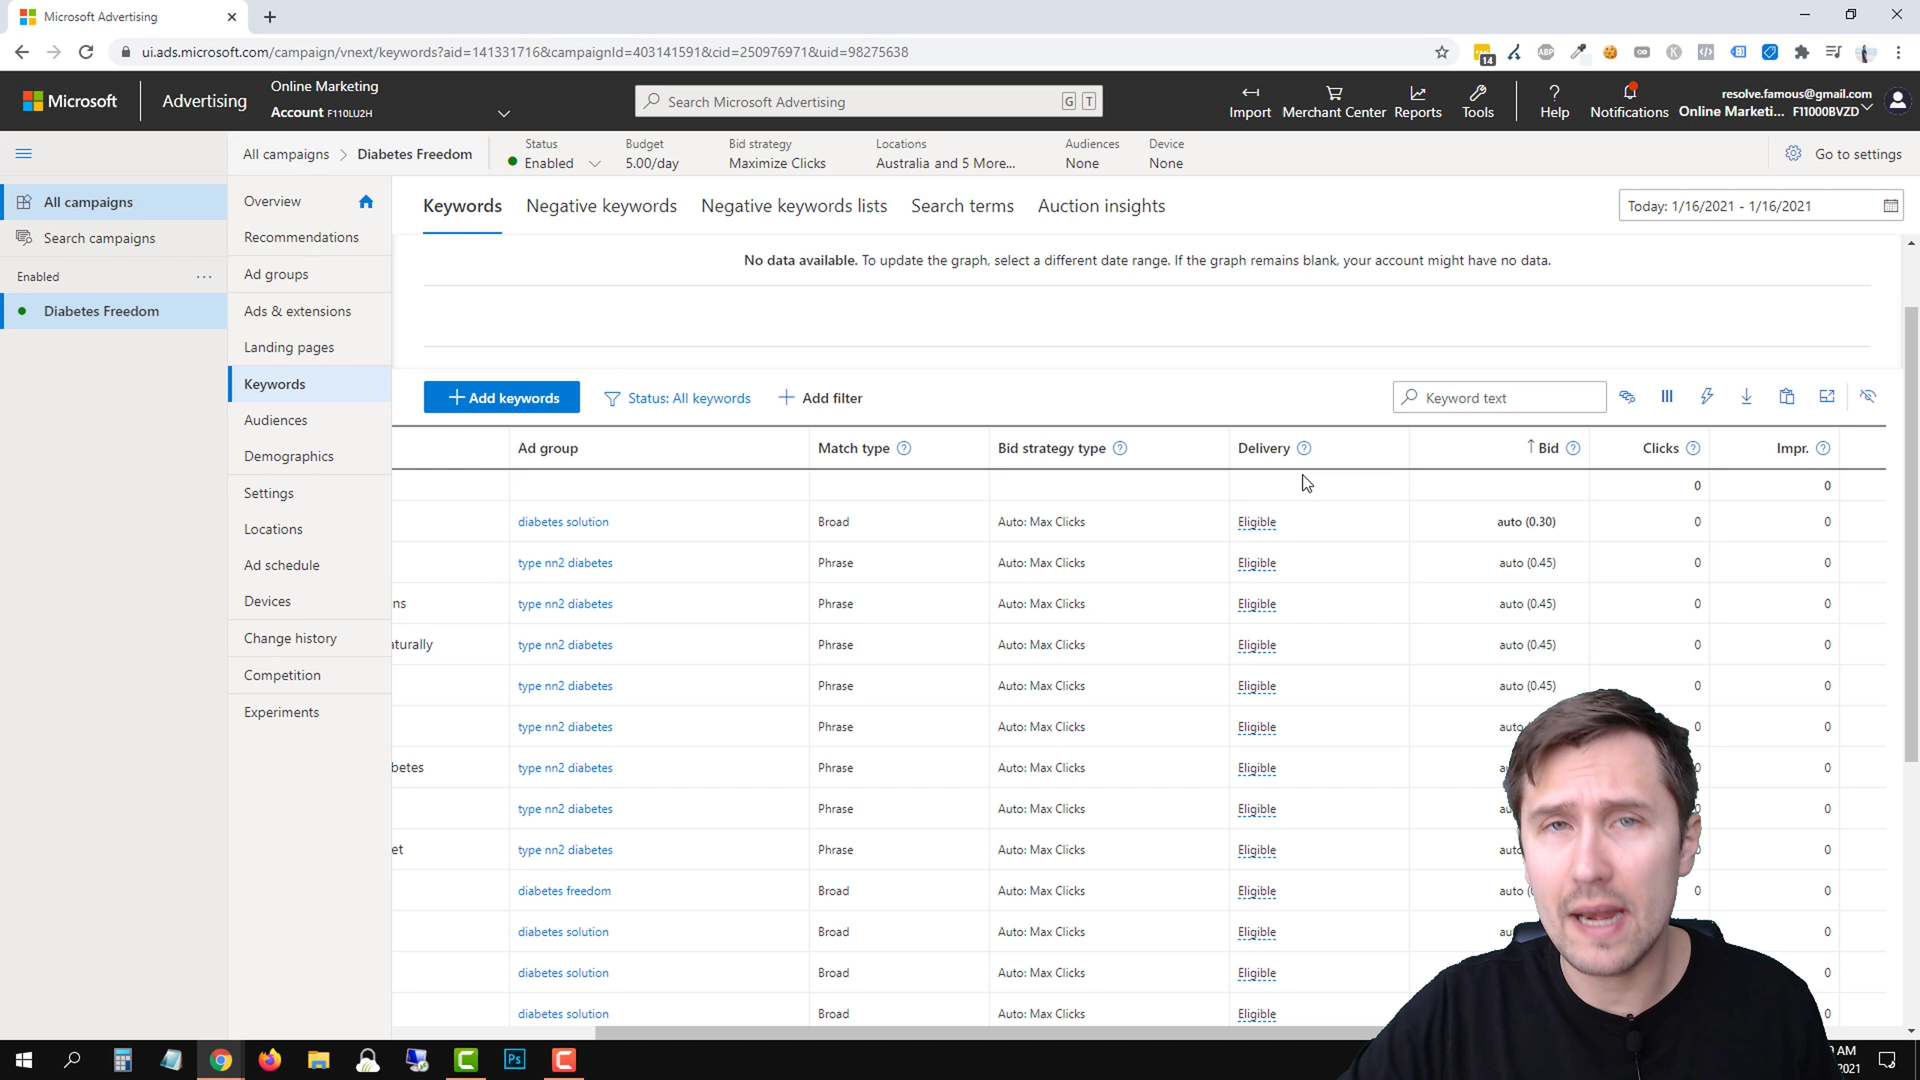 Microsoft Advertising
ui.ads.microsoft.com/campaign/vnext/keywords?aid=141331716&campaignId=403141591&cid=250976971&uid=98275638
ABP
14
K
Microsoft
Advertising
Online Marketing
Account F110LU2H
Search Microsoft Advertising
G T
Import
Merchant Center
Reports
Tools
Help
Notifications
resolve.famous@gmail.com
Online Marketi... F11000BVZD
All campaigns
Diabetes Freedom
Status
Enabled
Budget
5.00/day
Bid strategy
Maximize Clicks
Locations
Australia and 5 More...
Audiences
None
Device
None
Go to settings
All campaigns
Search campaigns
Enabled
...
Diabetes Freedom
Overview
Recommendations
Ad groups
Ads & extensions
Landing pages
Keywords
Audiences
Demographics
Settings
Locations
Ad schedule
Devices
Change history
Competition
Experiments
Keywords
Negative keywords
Negative keywords lists
Search terms
Auction insights
Today: 1/16/2021 - 1/16/2021
No data available. To update the graph, select a different date range. If the graph remains blank, your account might have no data.
+ Add keywords
Status: All keywords
+ Add filter
Keyword text
Ad group Match type ? Bid strategy type ? Delivery ? ↑ Bid ? Clicks ? Impr. ?
0 0
diabetes solution Broad Auto: Max Clicks Eligible auto (0.30) 0 0
type nn2 diabetes Phrase Auto: Max Clicks Eligible auto (0.45) 0 0
ns type nn2 diabetes Phrase Auto: Max Clicks Eligible auto (0.45) 0 0
aturally type nn2 diabetes Phrase Auto: Max Clicks Eligible auto (0.45) 0 0
type nn2 diabetes Phrase Auto: Max Clicks Eligible auto (0.45) 0 0
type nn2 diabetes Phrase Auto: Max Clicks Eligible auto 0 0
betes type nn2 diabetes Phrase Auto: Max Clicks Eligible 0 0
type nn2 diabetes Phrase Auto: Max Clicks Eligible 0 0
et type nn2 diabetes Phrase Auto: Max Clicks Eligible auto 0 0
diabetes freedom Broad Auto: Max Clicks Eligible auto ( 0 0
diabetes solution Broad Auto: Max Clicks Eligible 0
diabetes solution Broad Auto: Max Clicks Eligible 0
diabetes solution Broad Auto: Max Clicks Eligible 0
Ps
AM
2021